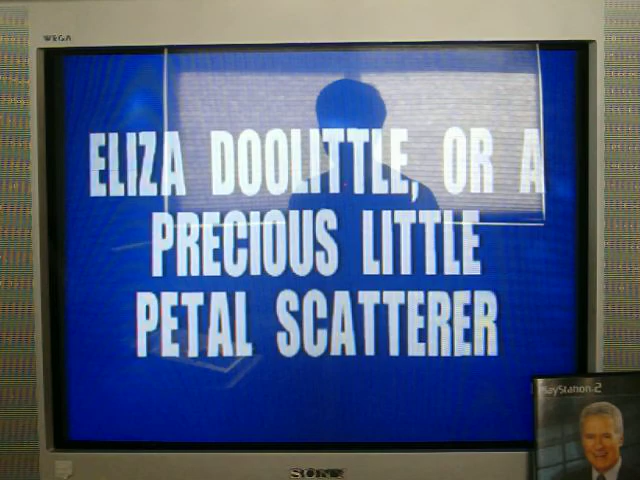 WEGA
ELIZA DOOLITTLE, OR A
PRECIOUS LITTLE
PETAL SCATTERER
PlayStation 2
SONY